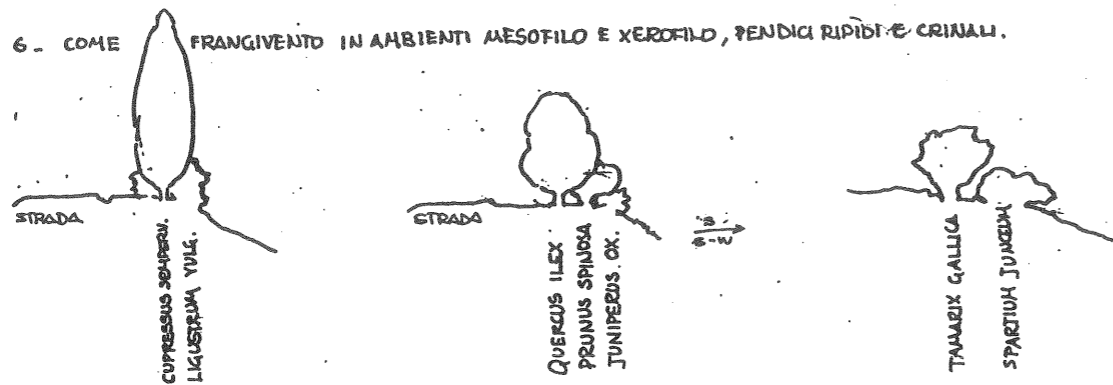 6- COME FRANGIVENTO IN AMBIENTI MESOFILO E XEROFILO, PENDICI RIPIDI E CRINALI.
STRADA
CUPRESSUS SEMPERV.
LIGUSTRUM VULG.
STRADA
QUERCUS ILEX
PRUNUS SPINOSA
JUNIPERUS OX.
S
S-W
TAMARIX GALLICA
SPARTIUM JUNCEUM